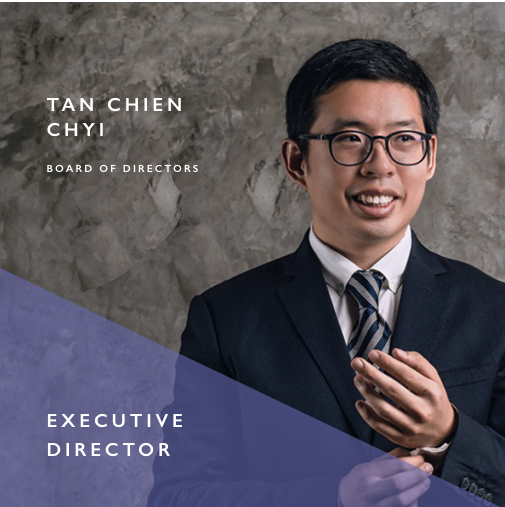 TAN CHIEN
CHYI
BOARD OF DIRECTORS
EXECUTIVE
DIRECTOR